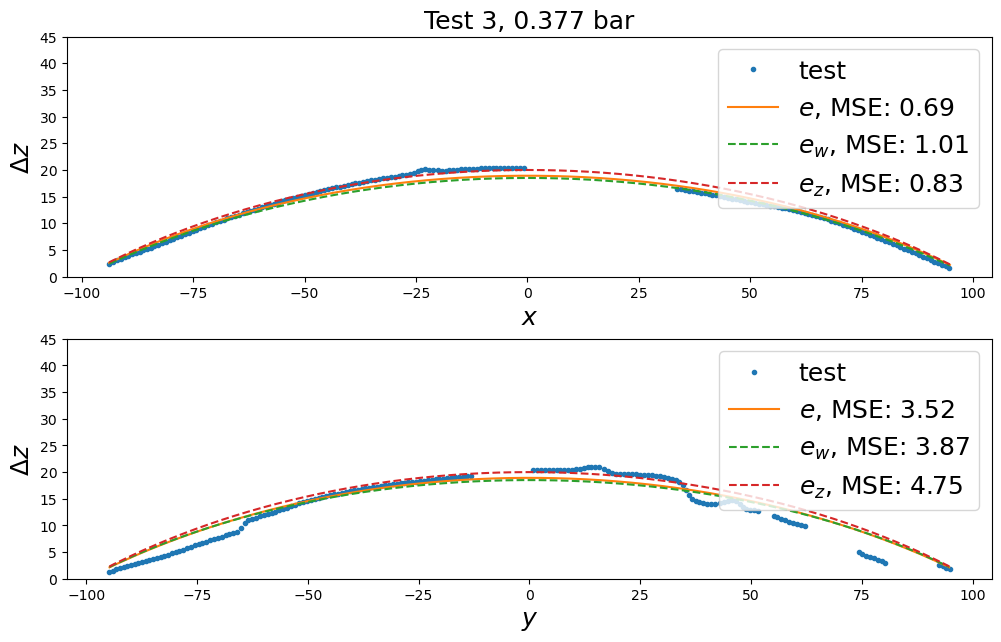 Test 3, 0.377 bar
45
40
35
30
25
20
15
10
5
0
Δz
test
e, MSE: 0.69
e_w, MSE: 1.01
e_z, MSE: 0.83
−100 −75 −50 −25 0 25 50 75 100
x
45
40
35
30
25
20
15
10
5
0
Δz
test
e, MSE: 3.52
e_w, MSE: 3.87
e_z, MSE: 4.75
−100 −75 −50 −25 0 25 50 75 100
y